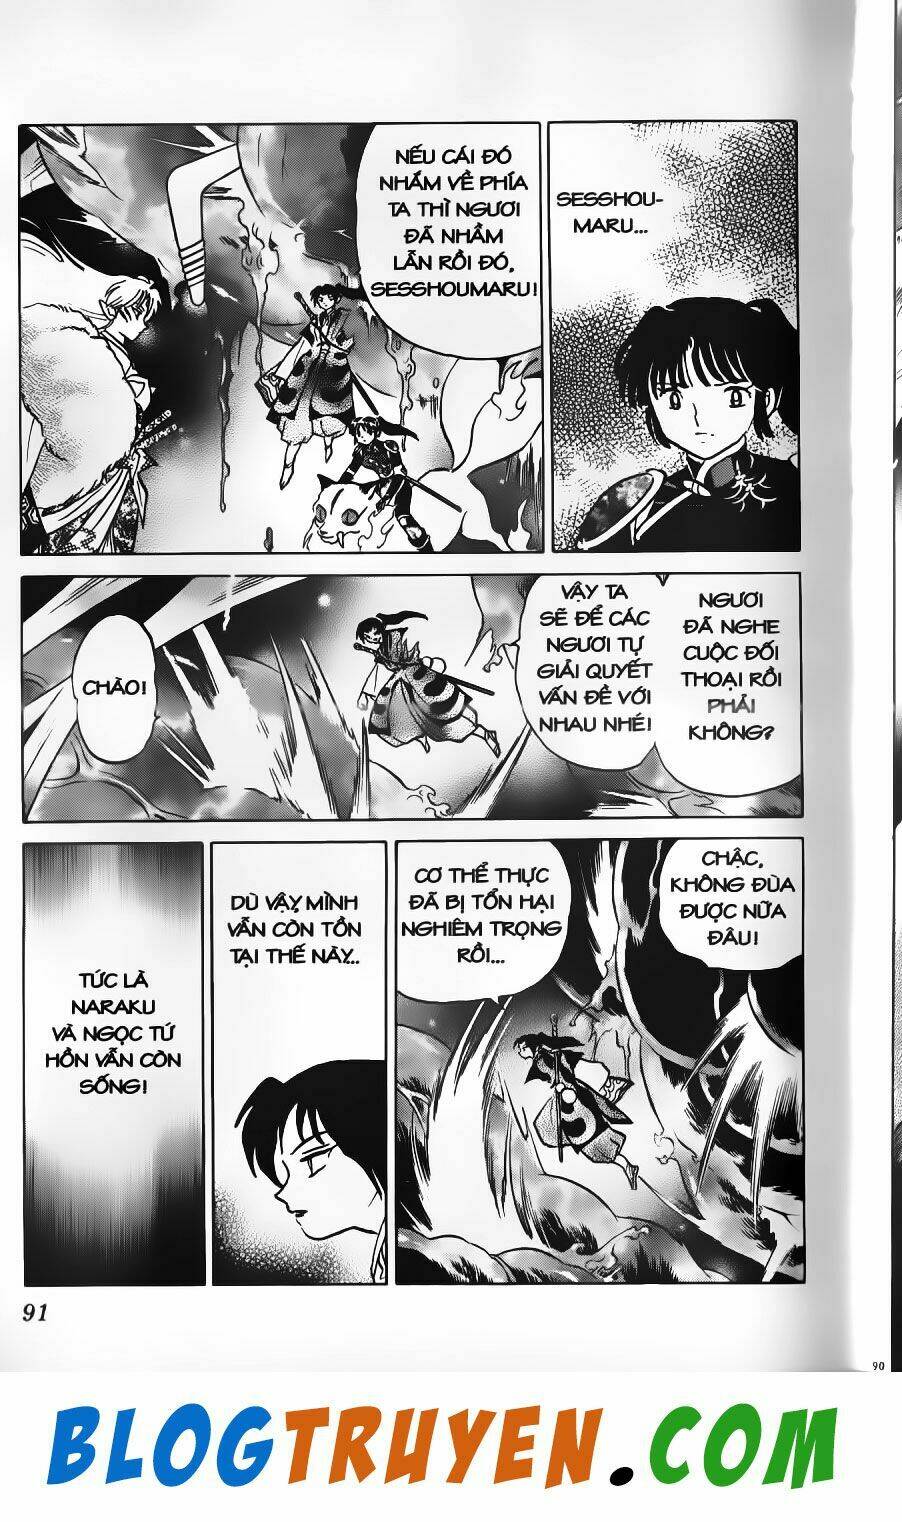 SESSHOU-
MARU...
NẾU CÁI ĐÓ
NHẮM VỀ PHÍA
TA THÌ NGƯƠI
ĐÃ NHẦM
LẪN RỒI ĐÓ,
SESSHOUMARU!
NGƯƠI
ĐÃ NGHE
CUỘC ĐỐI
THOẠI RỒI
PHẢI
KHÔNG?
VẬY TA
SẼ ĐỂ CÁC
NGƯƠI TỰ
GIẢI QUYẾT
VẤN ĐỀ VỚI
NHAU NHÉ!
CHÀO!
CHẬC,
KHÔNG ĐÙA
ĐƯỢC NỮA
ĐÂU!
CƠ THỂ THỰC
ĐÃ BỊ TỔN HẠI
NGHIÊM TRỌNG
RỒI...
DÙ VẬY, MÌNH
VẪN CÒN TỒN
TẠI THẾ NÀY...
TỨC LÀ
NARAKU
VÀ NGỌC TỨ
HỒN VẪN CÒN
SỐNG!
91
90
BLOGTRUYEN.COM